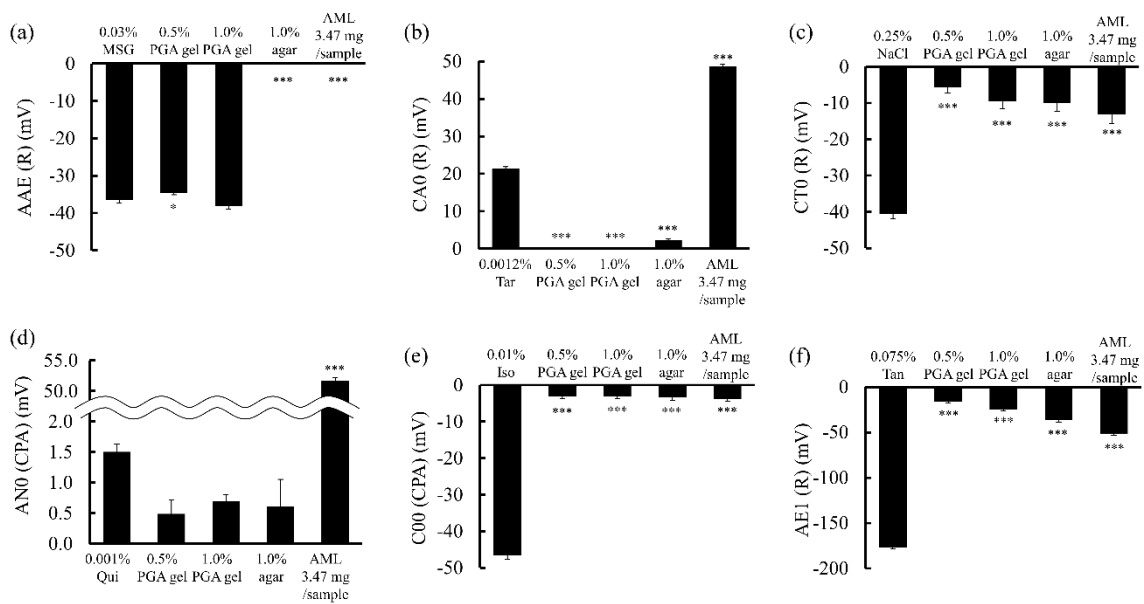 (a)
0.03% 0.5% 1.0% 1.0% AML
MSG PGA gel PGA gel agar 3.47 mg
/sample
0
-10
-20
-30
-40
-50
AAE (R) (mV)
*
*** ***
(b)
50
40
30
20
10
0
CA0 (R) (mV)
*** *** *** ***
0.0012% 0.5% 1.0% 1.0% AML
Tar PGA gel PGA gel agar 3.47 mg
/sample
(c)
0.25% 0.5% 1.0% 1.0% AML
NaCl PGA gel PGA gel agar 3.47 mg
/sample
0
-10
-20
-30
-40
-50
CT0 (R) (mV)
*** *** *** ***
(d)
55.0
50.0
2.0
1.5
1.0
0.5
0.0
AN0 (CPA) (mV)
***
0.001% 0.5% 1.0% 1.0% AML
Qui PGA gel PGA gel agar 3.47 mg
/sample
(e)
0.01% 0.5% 1.0% 1.0% AML
Iso PGA gel PGA gel agar 3.47 mg
/sample
0
-10
-20
-30
-40
-50
C00 (CPA) (mV)
*** *** *** ***
(f)
0.075% 0.5% 1.0% 1.0% AML
Tan PGA gel PGA gel agar 3.47 mg
/sample
0
-50
-100
-150
-200
AE1 (R) (mV)
*** *** *** ***